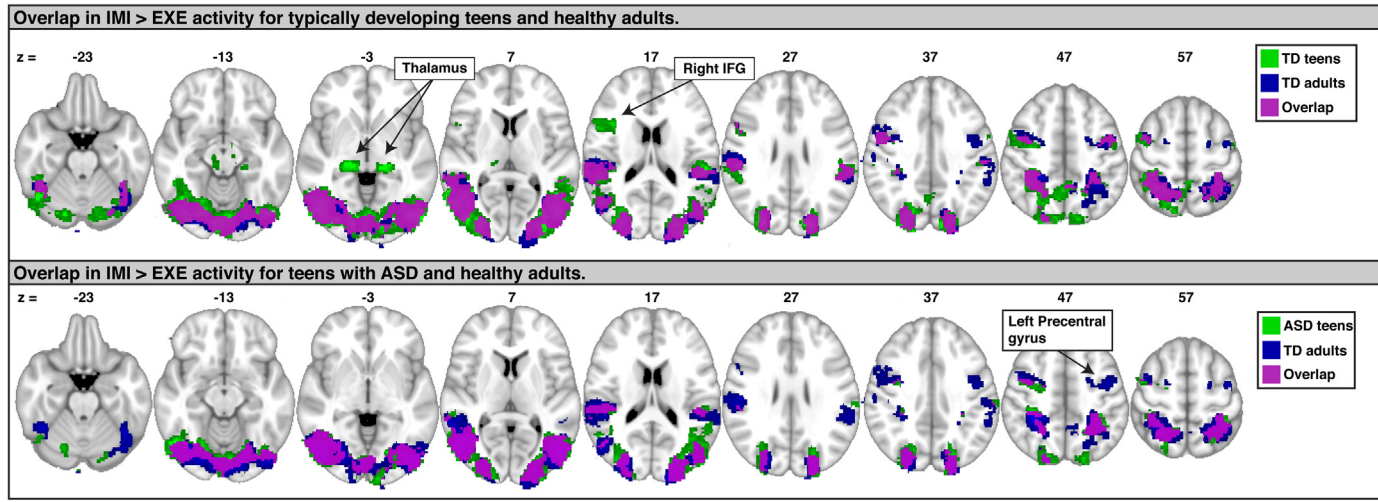 Overlap in IMI > EXE activity for typically developing teens and healthy adults.
z = -23 -13 -3 7 17 27 37 47 57
Thalamus
Right IFG
TD teens
TD adults
Overlap
Overlap in IMI > EXE activity for teens with ASD and healthy adults.
z = -23 -13 -3 7 17 27 37 47 57
Left Precentral
gyrus
ASD teens
TD adults
Overlap